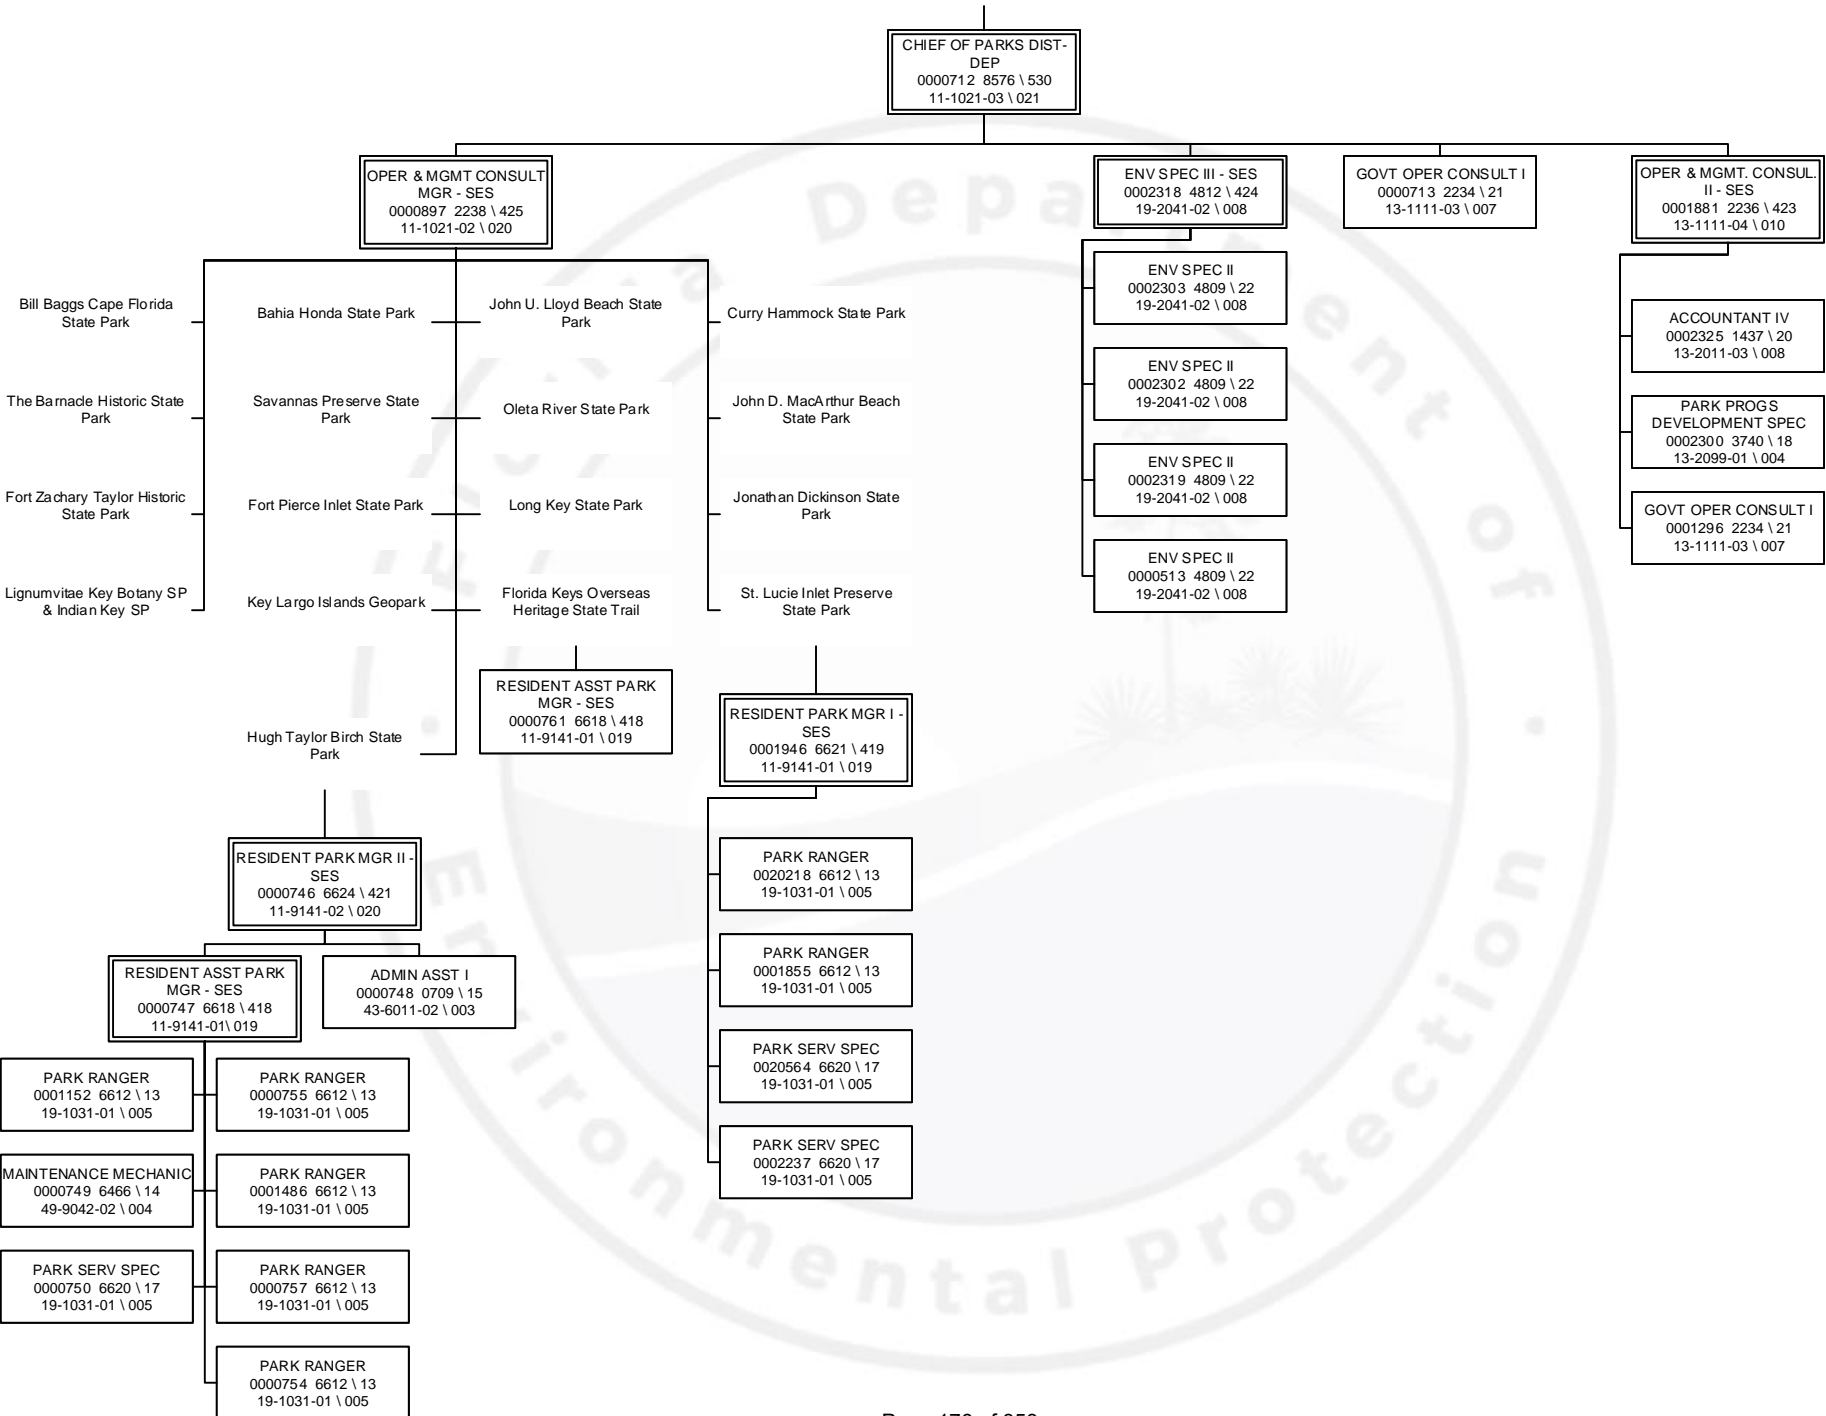 CHIEF OF PARKS DIST-
DEP
0000712 8576 \ 530
11-1021-03 \ 021
OPER & MGMT CONSULT
MGR - SES
0000897 2238 \ 425
11-1021-02 \ 020
ENV SPEC III - SES
0002318 4812 \ 424
19-2041-02 \ 008
GOVT OPER CONSULT I
0000713 2234 \ 21
13-1111-03 \ 007
OPER & MGMT. CONSUL.
II - SES
0001881 2236 \ 423
13-1111-04 \ 010
Bill Baggs Cape Florida
State Park
Bahia Honda State Park
John U. Lloyd Beach State
Park
Curry Hammock State Park
The Barnacle Historic State
Park
Savannas Preserve State
Park
Oleta River State Park
John D. MacArthur Beach
State Park
Fort Zachary Taylor Historic
State Park
Fort Pierce Inlet State Park
Long Key State Park
Jonathan Dickinson State
Park
Lignumvitae Key Botany SP
& Indian Key SP
Key Largo Islands Geopark
Florida Keys Overseas
Heritage State Trail
St. Lucie Inlet Preserve
State Park
Hugh Taylor Birch State
Park
ENV SPEC II
0002303 4809 \ 22
19-2041-02 \ 008
ENV SPEC II
0002302 4809 \ 22
19-2041-02 \ 008
ENV SPEC II
0002319 4809 \ 22
19-2041-02 \ 008
ENV SPEC II
0000513 4809 \ 22
19-2041-02 \ 008
ACCOUNTANT IV
0002325 1437 \ 20
13-2011-03 \ 008
PARK PROGS
DEVELOPMENT SPEC
0002300 3740 \ 18
13-2099-01 \ 004
GOVT OPER CONSULT I
0001296 2234 \ 21
13-1111-03 \ 007
RESIDENT ASST PARK
MGR - SES
0000761 6618 \ 418
11-9141-01 \ 019
RESIDENT PARK MGR I -
SES
0001946 6621 \ 419
11-9141-01 \ 019
PARK RANGER
0020218 6612 \ 13
19-1031-01 \ 005
PARK RANGER
0001855 6612 \ 13
19-1031-01 \ 005
PARK SERV SPEC
0020564 6620 \ 17
19-1031-01 \ 005
PARK SERV SPEC
0002237 6620 \ 17
19-1031-01 \ 005
RESIDENT PARK MGR II -
SES
0000746 6624 \ 421
11-9141-02 \ 020
RESIDENT ASST PARK
MGR - SES
0000747 6618 \ 418
11-9141-01\ 019
ADMIN ASST I
0000748 0709 \ 15
43-6011-02 \ 003
PARK RANGER
0001152 6612 \ 13
19-1031-01 \ 005
PARK RANGER
0000755 6612 \ 13
19-1031-01 \ 005
MAINTENANCE MECHANIC
0000749 6466 \ 14
49-9042-02 \ 004
PARK RANGER
0001486 6612 \ 13
19-1031-01 \ 005
PARK SERV SPEC
0000750 6620 \ 17
19-1031-01 \ 005
PARK RANGER
0000757 6612 \ 13
19-1031-01 \ 005
PARK RANGER
0000754 6612 \ 13
19-1031-01 \ 005
Department of
Environmental Protection